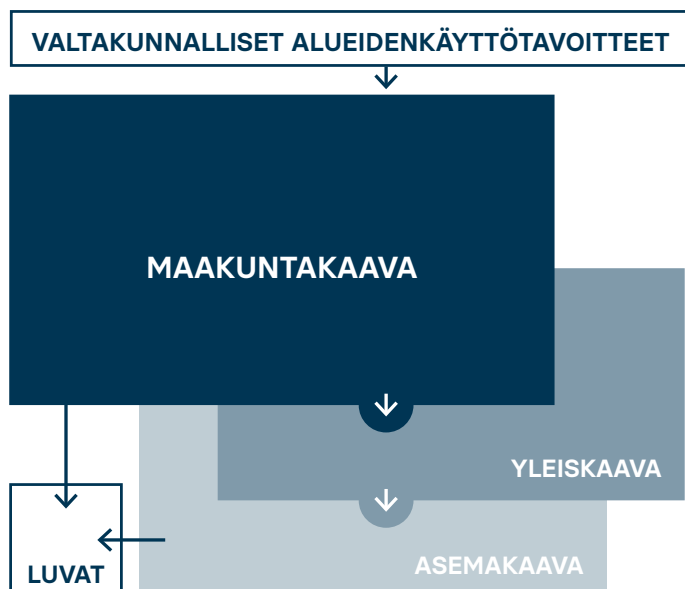 VALTAKUNNALLISET ALUEIDENKÄYTTÖTAVOITTEET
MAAKUNTAKAAVA
YLEISKAAVA
ASEMAKAAVA
LUVAT